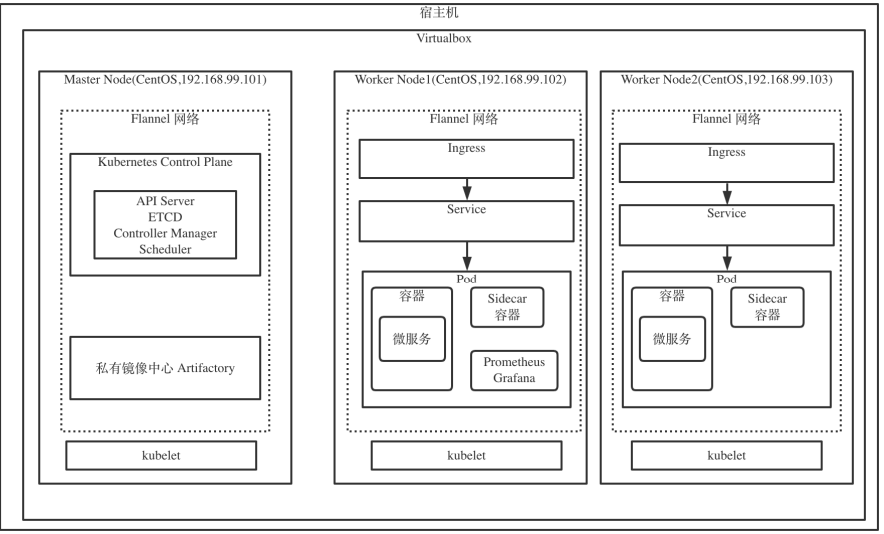 宿主机
Virtualbox
Master Node(CentOS,192.168.99.101)
Flannel 网络
Kubernetes Control Plane
API Server
ETCD
Controller Manager
Scheduler
私有镜像中心 Artifactory
kubelet
Worker Node1(CentOS,192.168.99.102)
Flannel 网络
Ingress
Service
Pod
容器
微服务
Sidecar
容器
Prometheus
Grafana
kubelet
Worker Node2(CentOS,192.168.99.103)
Flannel 网络
Ingress
Service
Pod
容器
微服务
Sidecar
容器
kubelet